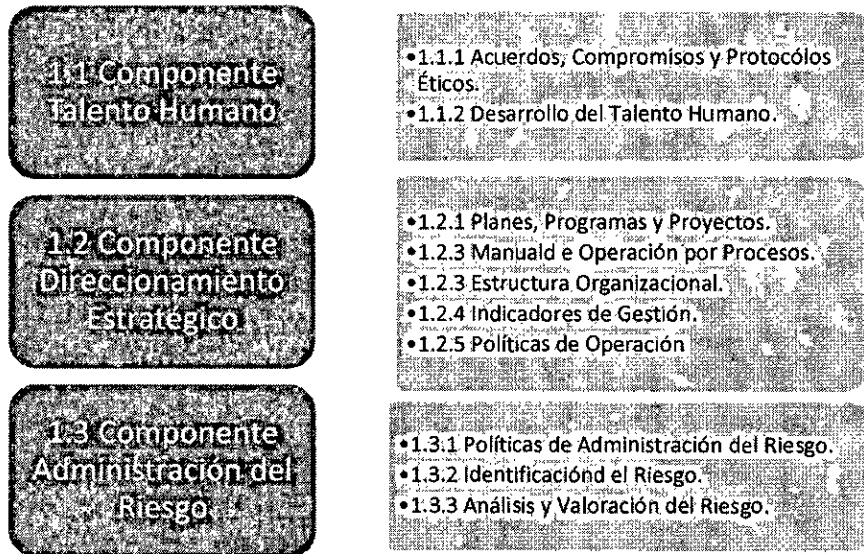 1.1 Componente
Talento Humano
•1.1.1 Acuerdos, Compromisos y Protocólos
Éticos.
•1.1.2 Desarrollo del Talento Humano.
1.2 Componente
Direccionamiento
Estratégico
•1.2.1 Planes, Programas y Proyectos.
•1.2.3 Manuald e Operación por Procesos.
•1.2.3 Estructura Organizacional.
•1.2.4 Indicadores de Gestión.
•1.2.5 Políticas de Operación
1.3 Componente
Administración del
Riesgo
•1.3.1 Políticas de Administración del Riesgo.
•1.3.2 Identificaciónd el Riesgo.
•1.3.3 Análisis y Valoración del Riesgo.